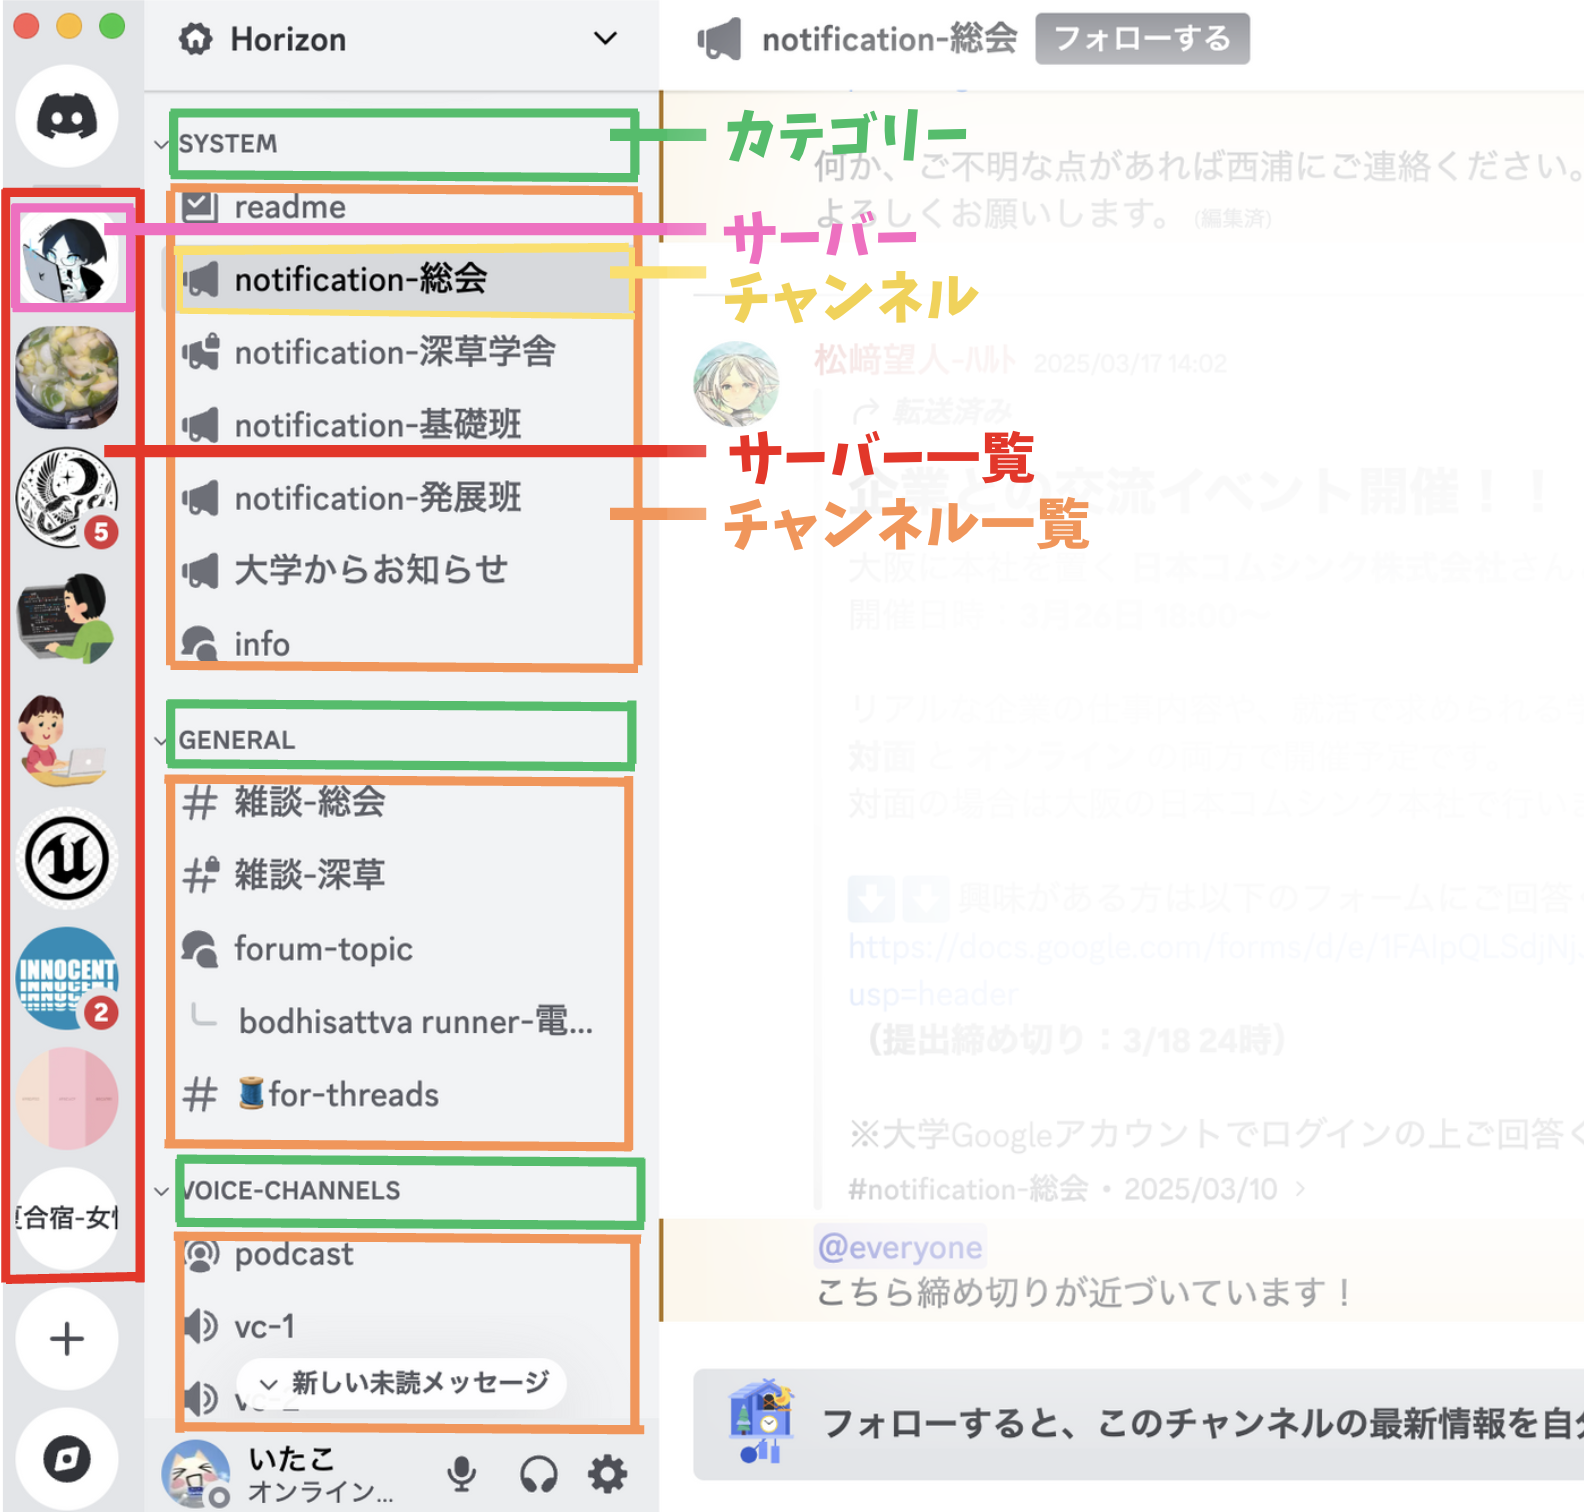 Horizon
SYSTEM
readme
notification-総会
notification-深草学舎
notification-基礎班
notification-発展班
大学からお知らせ
info
GENERAL
雑談-総会
雑談-深草
forum-topic
bodhisattva runner-電...
for-threads
VOICE-CHANNELS
podcast
vc-1
vc-2
新しい未読メッセージ
いたこ
オンライン...
5
INNOCENT
2
夏合宿-女
notification-総会
フォローする
カテゴリー
何か、ご不明な点があれば西浦にご連絡ください。
サーバー
よろしくお願いします。 (編集済)
チャンネル
松﨑望人-ハルト 2025/03/17 14:02
転送済み
サーバー一覧
企業との交流イベント開催！！
チャンネル一覧
大阪に本社を置く 日本コムシンク株式会社さん
開催日時：3月26日 18:00～
リアルな企業の仕事内容や、就活で求められる
対面 と オンライン の両方で開催予定です。
対面の場合は大阪の日本コムシンク本社で行い
興味がある方は以下のフォームにご回答
https://docs.google.com/forms/d/e/1FAIpQLSdjNj
usp=header
（提出締め切り：3/18 24時）
※大学Googleアカウントでログインの上ご回答く
#notification-総会 • 2025/03/10
@everyone
こちら締め切りが近づいています！
フォローすると、このチャンネルの最新情報を自分